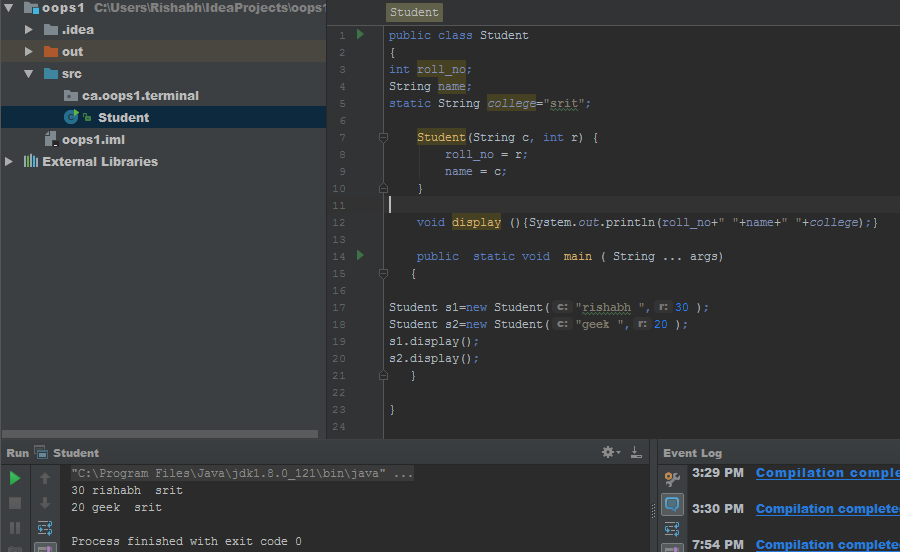 oops1 C:\Users\Rishabh\IdeaProjects\oops1
.idea
out
src
ca.oops1.terminal
Student
oops1.iml
External Libraries
Student
1 public class Student
2 {
3 int roll_no;
4 String name;
5 static String college="srit";
6
7 Student(String c, int r) {
8 roll_no = r;
9 name = c;
10 }
11
12 void display (){System.out.println(roll_no+" "+name+" "+college);}
13
14 public static void main ( String ... args)
15 {
16
17 Student s1=new Student( c: "rishabh ", r: 30 );
18 Student s2=new Student( c: "geek ", r: 20 );
19 s1.display();
20 s2.display();
21 }
22
23 }
24
Run Student
"C:\Program Files\Java\jdk1.8.0_121\bin\java" ...
30 rishabh  srit
20 geek  srit
Process finished with exit code 0
Event Log
3:29 PM Compilation comple
3:30 PM Compilation complete
7:54 PM Compilation complete